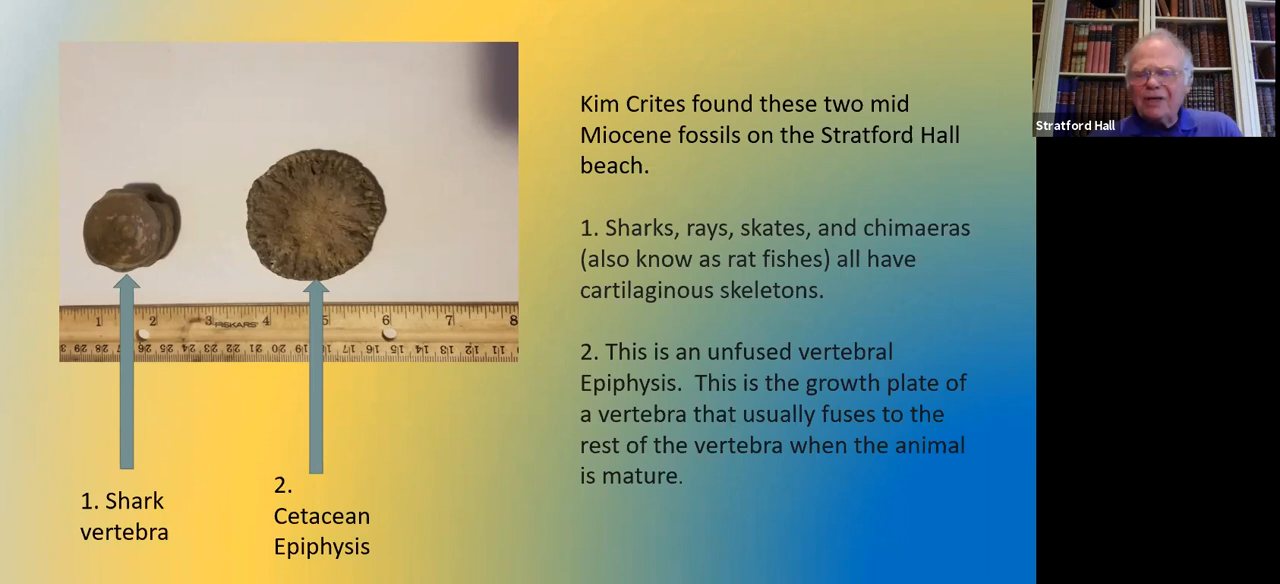 Kim Crites found these two mid
Miocene fossils on the Stratford Hall
beach.
1. Sharks, rays, skates, and chimaeras
(also know as rat fishes) all have
cartilaginous skeletons.
2. This is an unfused vertebral
Epiphysis. This is the growth plate of
a vertebra that usually fuses to the
rest of the vertebra when the animal
is mature.
1 2 3 FISKARS 4 5 6 7 8
1. Shark
vertebra
2.
Cetacean
Epiphysis
Stratford Hall